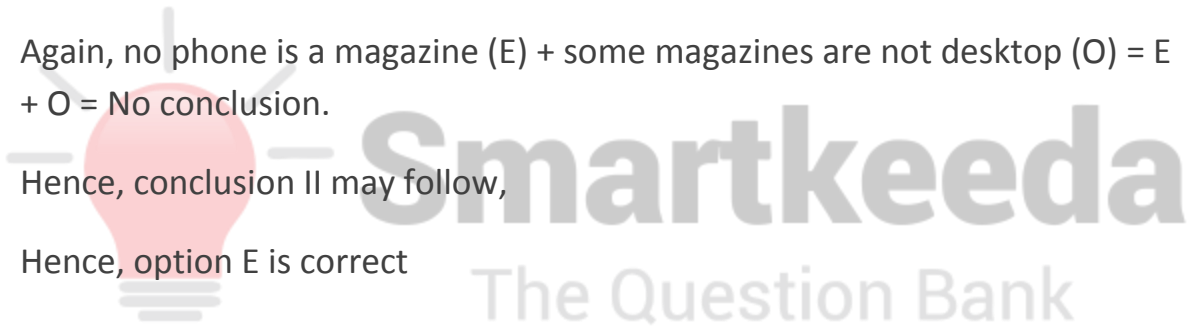 Again, no phone is a magazine (E) + some magazines are not desktop (O) = E
+ O = No conclusion.
Hence, conclusion II may follow,
Hence, option E is correct
Smartkeeda
The Question Bank